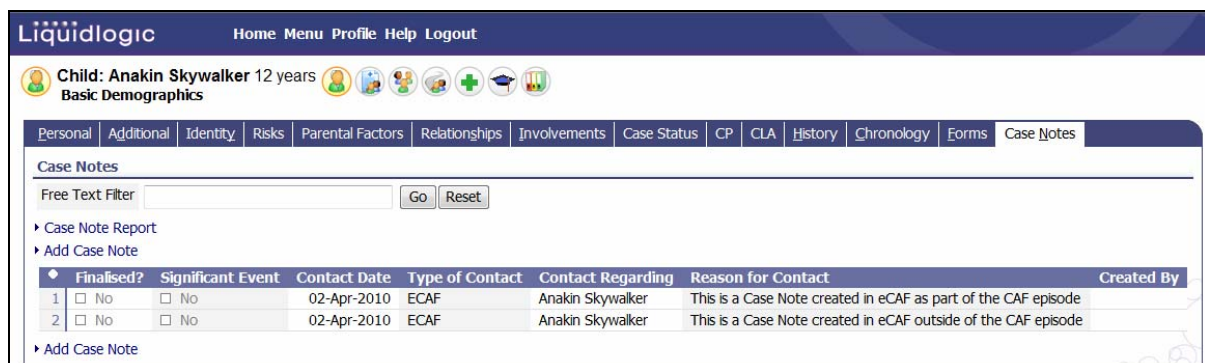 Liquidlogic Home Menu Profile Help Logout
Child: Anakin Skywalker 12 years
Basic Demographics
Personal Additional Identity Risks Parental Factors Relationships Involvements Case Status CP CLA History Chronology Forms Case Notes
Case Notes
Free Text Filter Go Reset
Case Note Report
Add Case Note
Finalised? Significant Event Contact Date Type of Contact Contact Regarding Reason for Contact Created By
1 No No 02-Apr-2010 ECAF Anakin Skywalker This is a Case Note created in eCAF as part of the CAF episode
2 No No 02-Apr-2010 ECAF Anakin Skywalker This is a Case Note created in eCAF outside of the CAF episode
Add Case Note